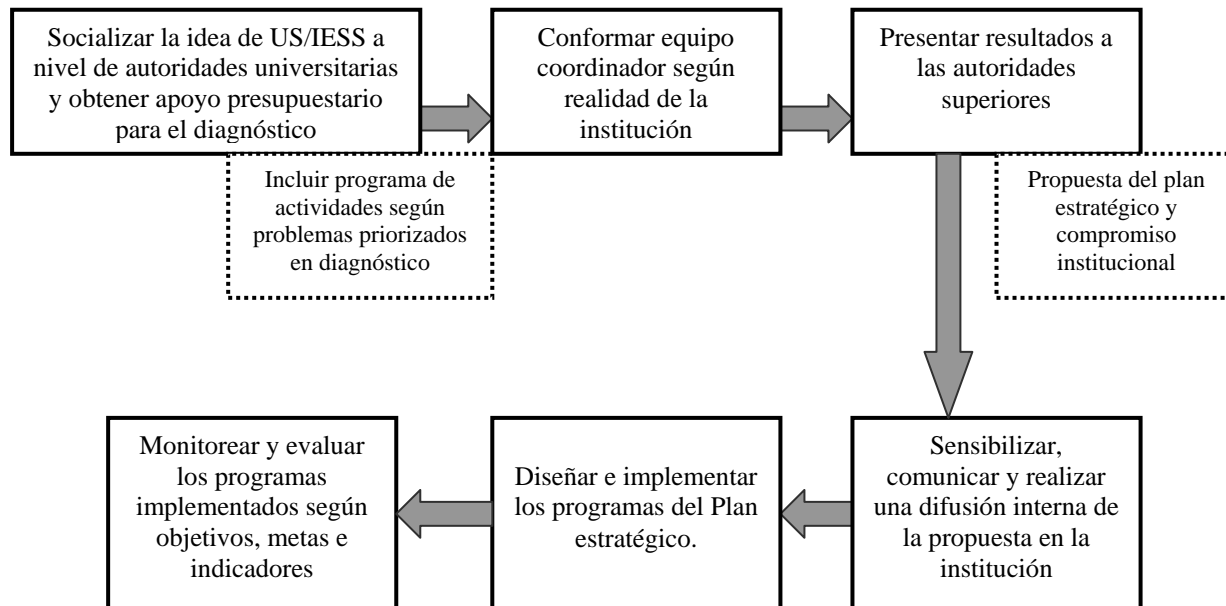 Socializar la idea de US/IESS a
nivel de autoridades universitarias
y obtener apoyo presupuestario
para el diagnóstico
Conformar equipo
coordinador según
realidad de la
institución
Presentar resultados a
las autoridades
superiores
Incluir programa de
actividades según
problemas priorizados
en diagnóstico
Propuesta del plan
estratégico y
compromiso
institucional
Monitorear y evaluar
los programas
implementados según
objetivos, metas e
indicadores
Diseñar e implementar
los programas del Plan
estratégico.
Sensibilizar,
comunicar y realizar
una difusión interna de
la propuesta en la
institución